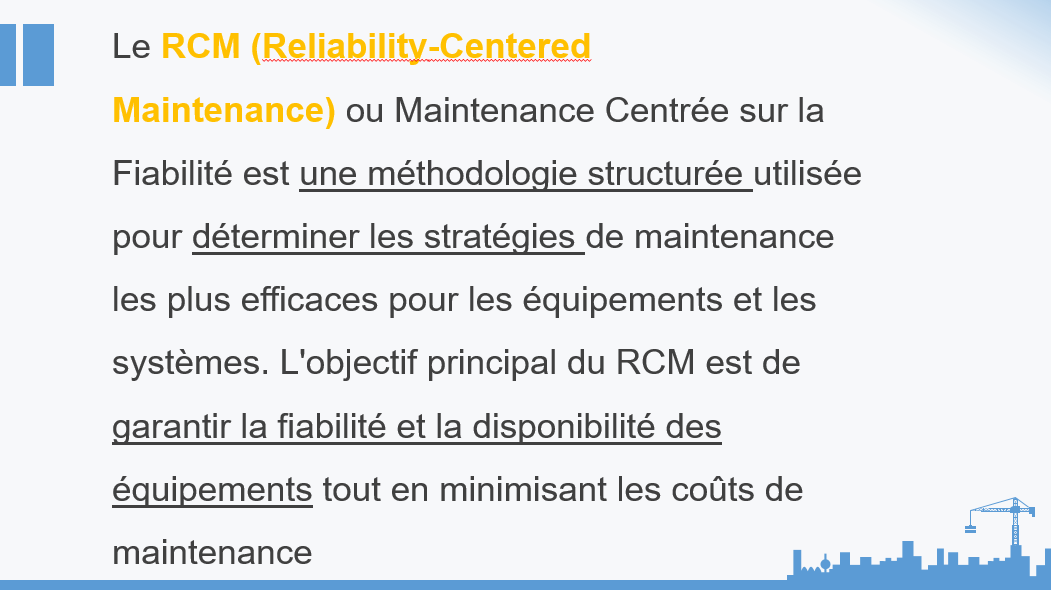 Le RCM (Reliability-Centered
Maintenance) ou Maintenance Centrée sur la
Fiabilité est une méthodologie structurée utilisée
pour déterminer les stratégies de maintenance
les plus efficaces pour les équipements et les
systèmes. L'objectif principal du RCM est de
garantir la fiabilité et la disponibilité des
équipements tout en minimisant les coûts de
maintenance